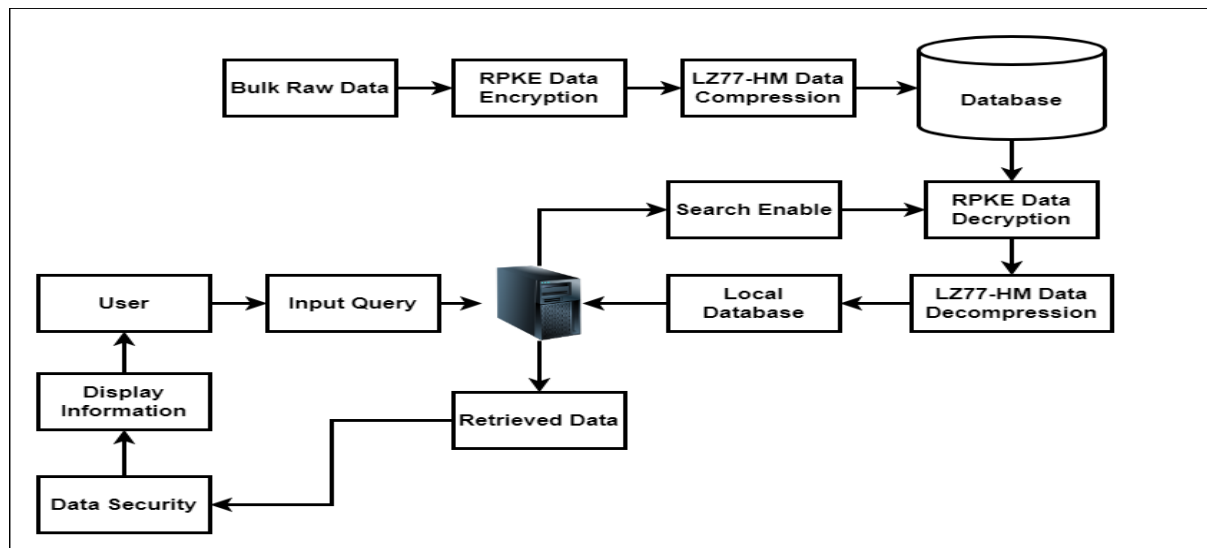 Bulk Raw Data
RPKE Data
Encryption
LZ77-HM Data
Compression
Database
Search Enable
RPKE Data
Decryption
User
Input Query
Local
Database
LZ77-HM Data
Decompression
Display
Information
Retrieved Data
Data Security